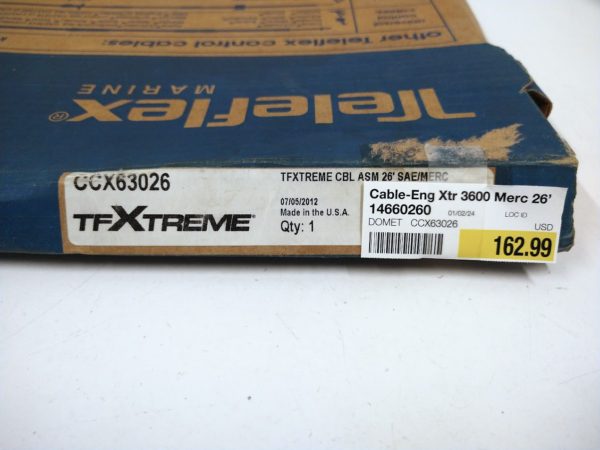 other Teleflex control cables:
Teleflex®
MARINE
CCX63026
TFXTREME CBL ASM 26' SAE/MERC
07/05/2012
Made in the U.S.A.
Qty: 1
TFXTREME®
Cable-Eng Xtr 3600 Merc 26'
14660260 01/02/24 LOC ID
DOMET CCX63026 USD
162.99